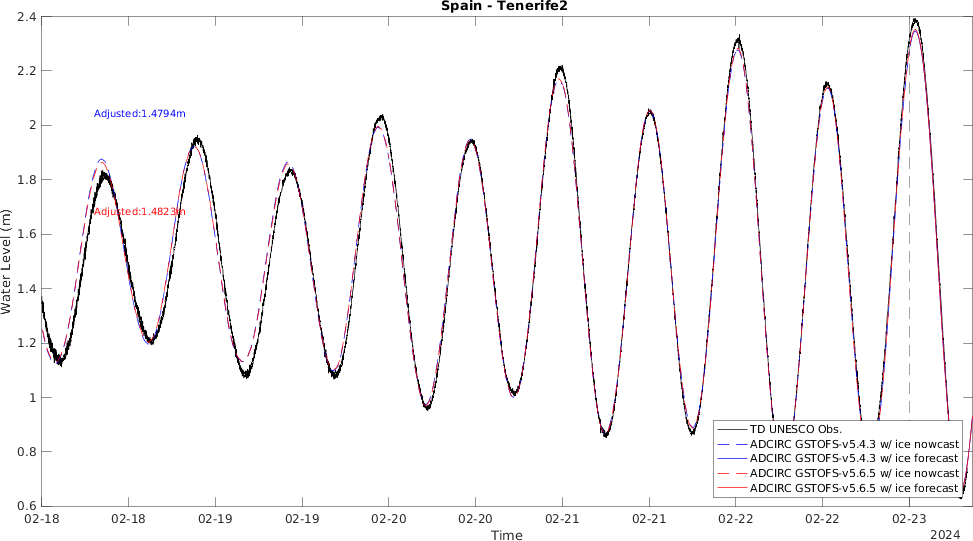 Spain - Tenerife2
2.4
2.2
2
1.8
1.6
1.4
1.2
1
0.8
0.6
Water Level (m)
Adjusted:1.4794m
Adjusted:1.4823m
TD UNESCO Obs.
ADCIRC GSTOFS-v5.4.3 w/ ice nowcast
ADCIRC GSTOFS-v5.4.3 w/ ice forecast
ADCIRC GSTOFS-v5.6.5 w/ ice nowcast
ADCIRC GSTOFS-v5.6.5 w/ ice forecast
02-18 02-18 02-19 02-19 02-20 02-20 02-21 02-21 02-22 02-22 02-23
Time
2024